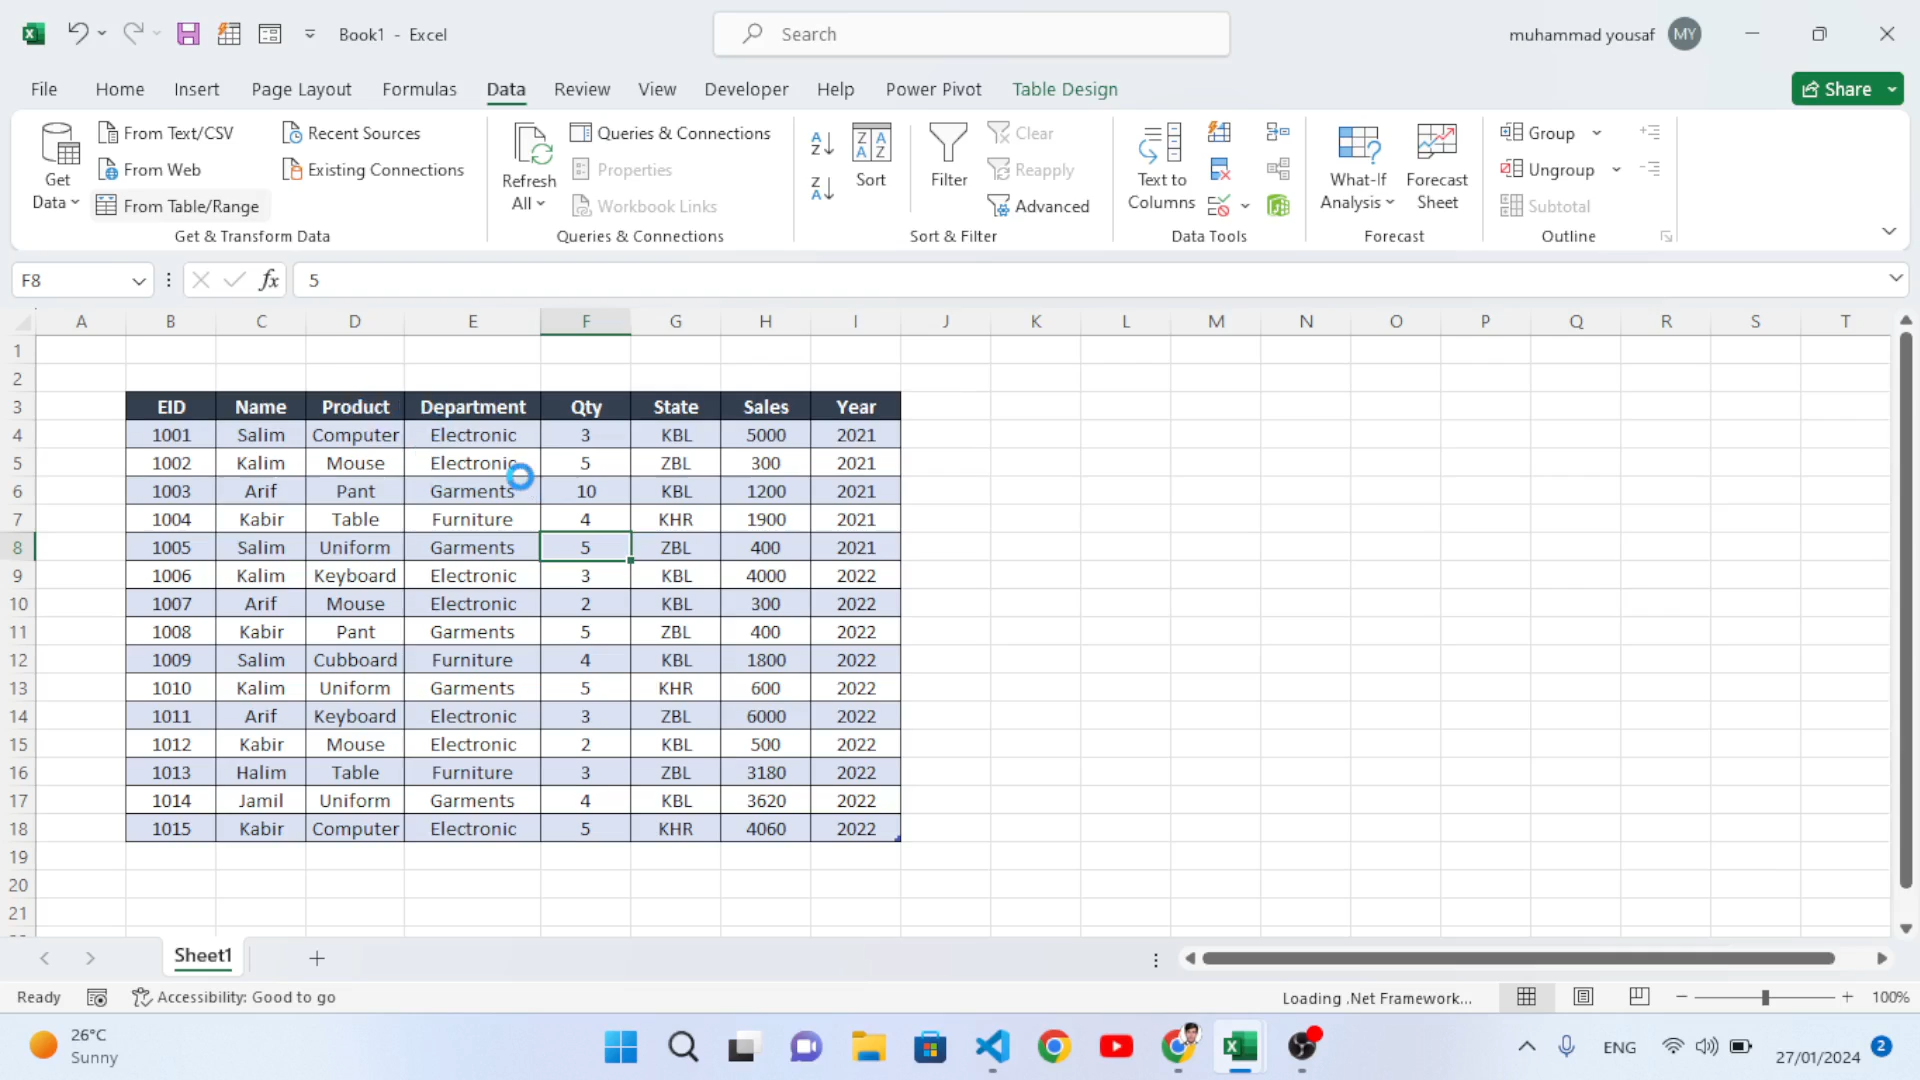 Book1 - Excel
Search
muhammad yousaf MY
File Home Insert Page Layout Formulas Data Review View Developer Help Power Pivot Table Design Share
Get Data
From Text/CSV
From Web
From Table/Range
Recent Sources
Existing Connections
Get & Transform Data
Refresh All
Queries & Connections
Properties
Workbook Links
Queries & Connections
Sort
Filter
Clear
Reapply
Advanced
Sort & Filter
Text to Columns
Data Tools
What-If Analysis
Forecast Sheet
Forecast
Group
Ungroup
Subtotal
Outline
F8 fx 5
A B C D E F G H I J K L M N O P Q R S T
1
2
3 EID Name Product Department Qty State Sales Year
4 1001 Salim Computer Electronic 3 KBL 5000 2021
5 1002 Kalim Mouse Electronic 5 ZBL 300 2021
6 1003 Arif Pant Garments 10 KBL 1200 2021
7 1004 Kabir Table Furniture 4 KHR 1900 2021
8 1005 Salim Uniform Garments 5 ZBL 400 2021
9 1006 Kalim Keyboard Electronic 3 KBL 4000 2022
10 1007 Arif Mouse Electronic 2 KBL 300 2022
11 1008 Kabir Pant Garments 5 ZBL 400 2022
12 1009 Salim Cubboard Furniture 4 KBL 1800 2022
13 1010 Kalim Uniform Garments 5 KHR 600 2022
14 1011 Arif Keyboard Electronic 3 ZBL 6000 2022
15 1012 Kabir Mouse Electronic 2 KBL 500 2022
16 1013 Halim Table Furniture 3 ZBL 3180 2022
17 1014 Jamil Uniform Garments 4 KBL 3620 2022
18 1015 Kabir Computer Electronic 5 KHR 4060 2022
19
20
21
Sheet1
Ready Accessibility: Good to go Loading .Net Framework... 100%
26°C
Sunny
ENG 27/01/2024 2